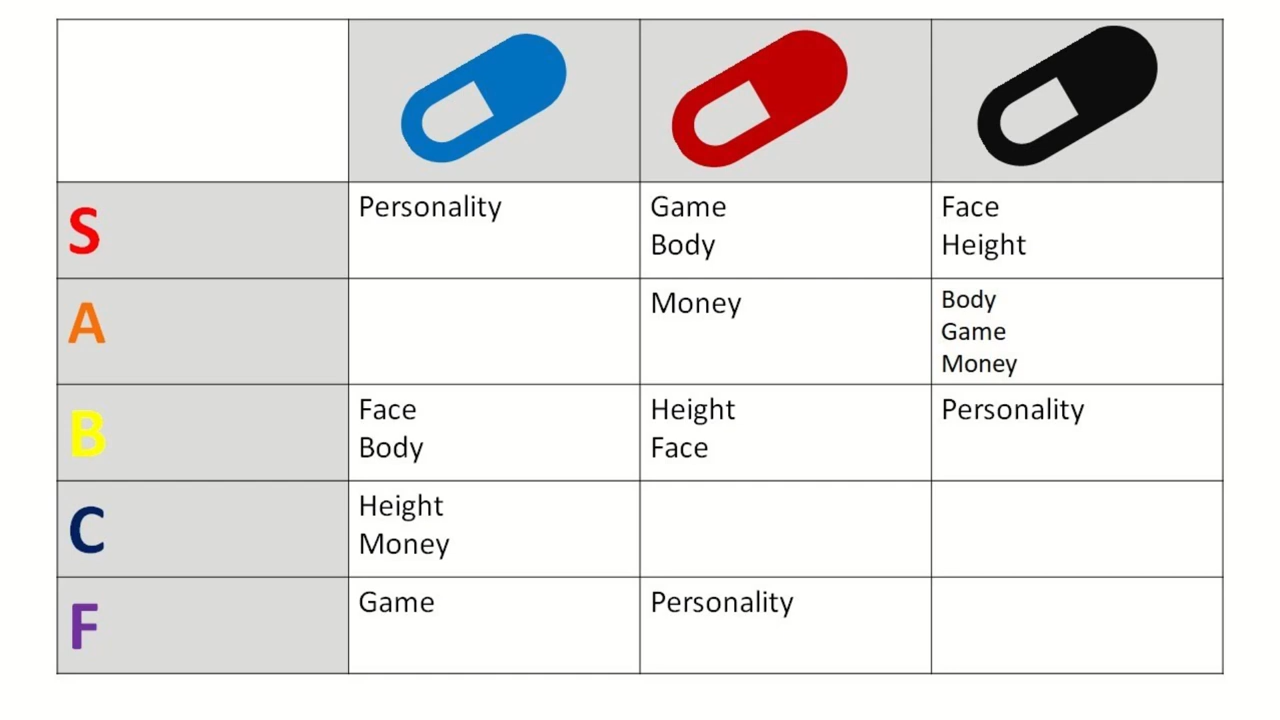 S
Personality
Game
Body
Face
Height
A
Money
Body
Game
Money
B
Face
Body
Height
Face
Personality
C
Height
Money
F
Game
Personality